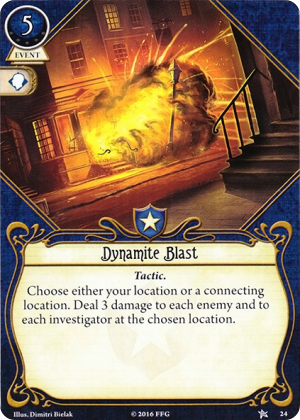 5
EVENT
Dynamite Blast
Tactic.
Choose either your location or a connecting
location. Deal 3 damage to each enemy and to
each investigator at the chosen location.
Illus. Dimitri Bielak © 2016 FFG 24